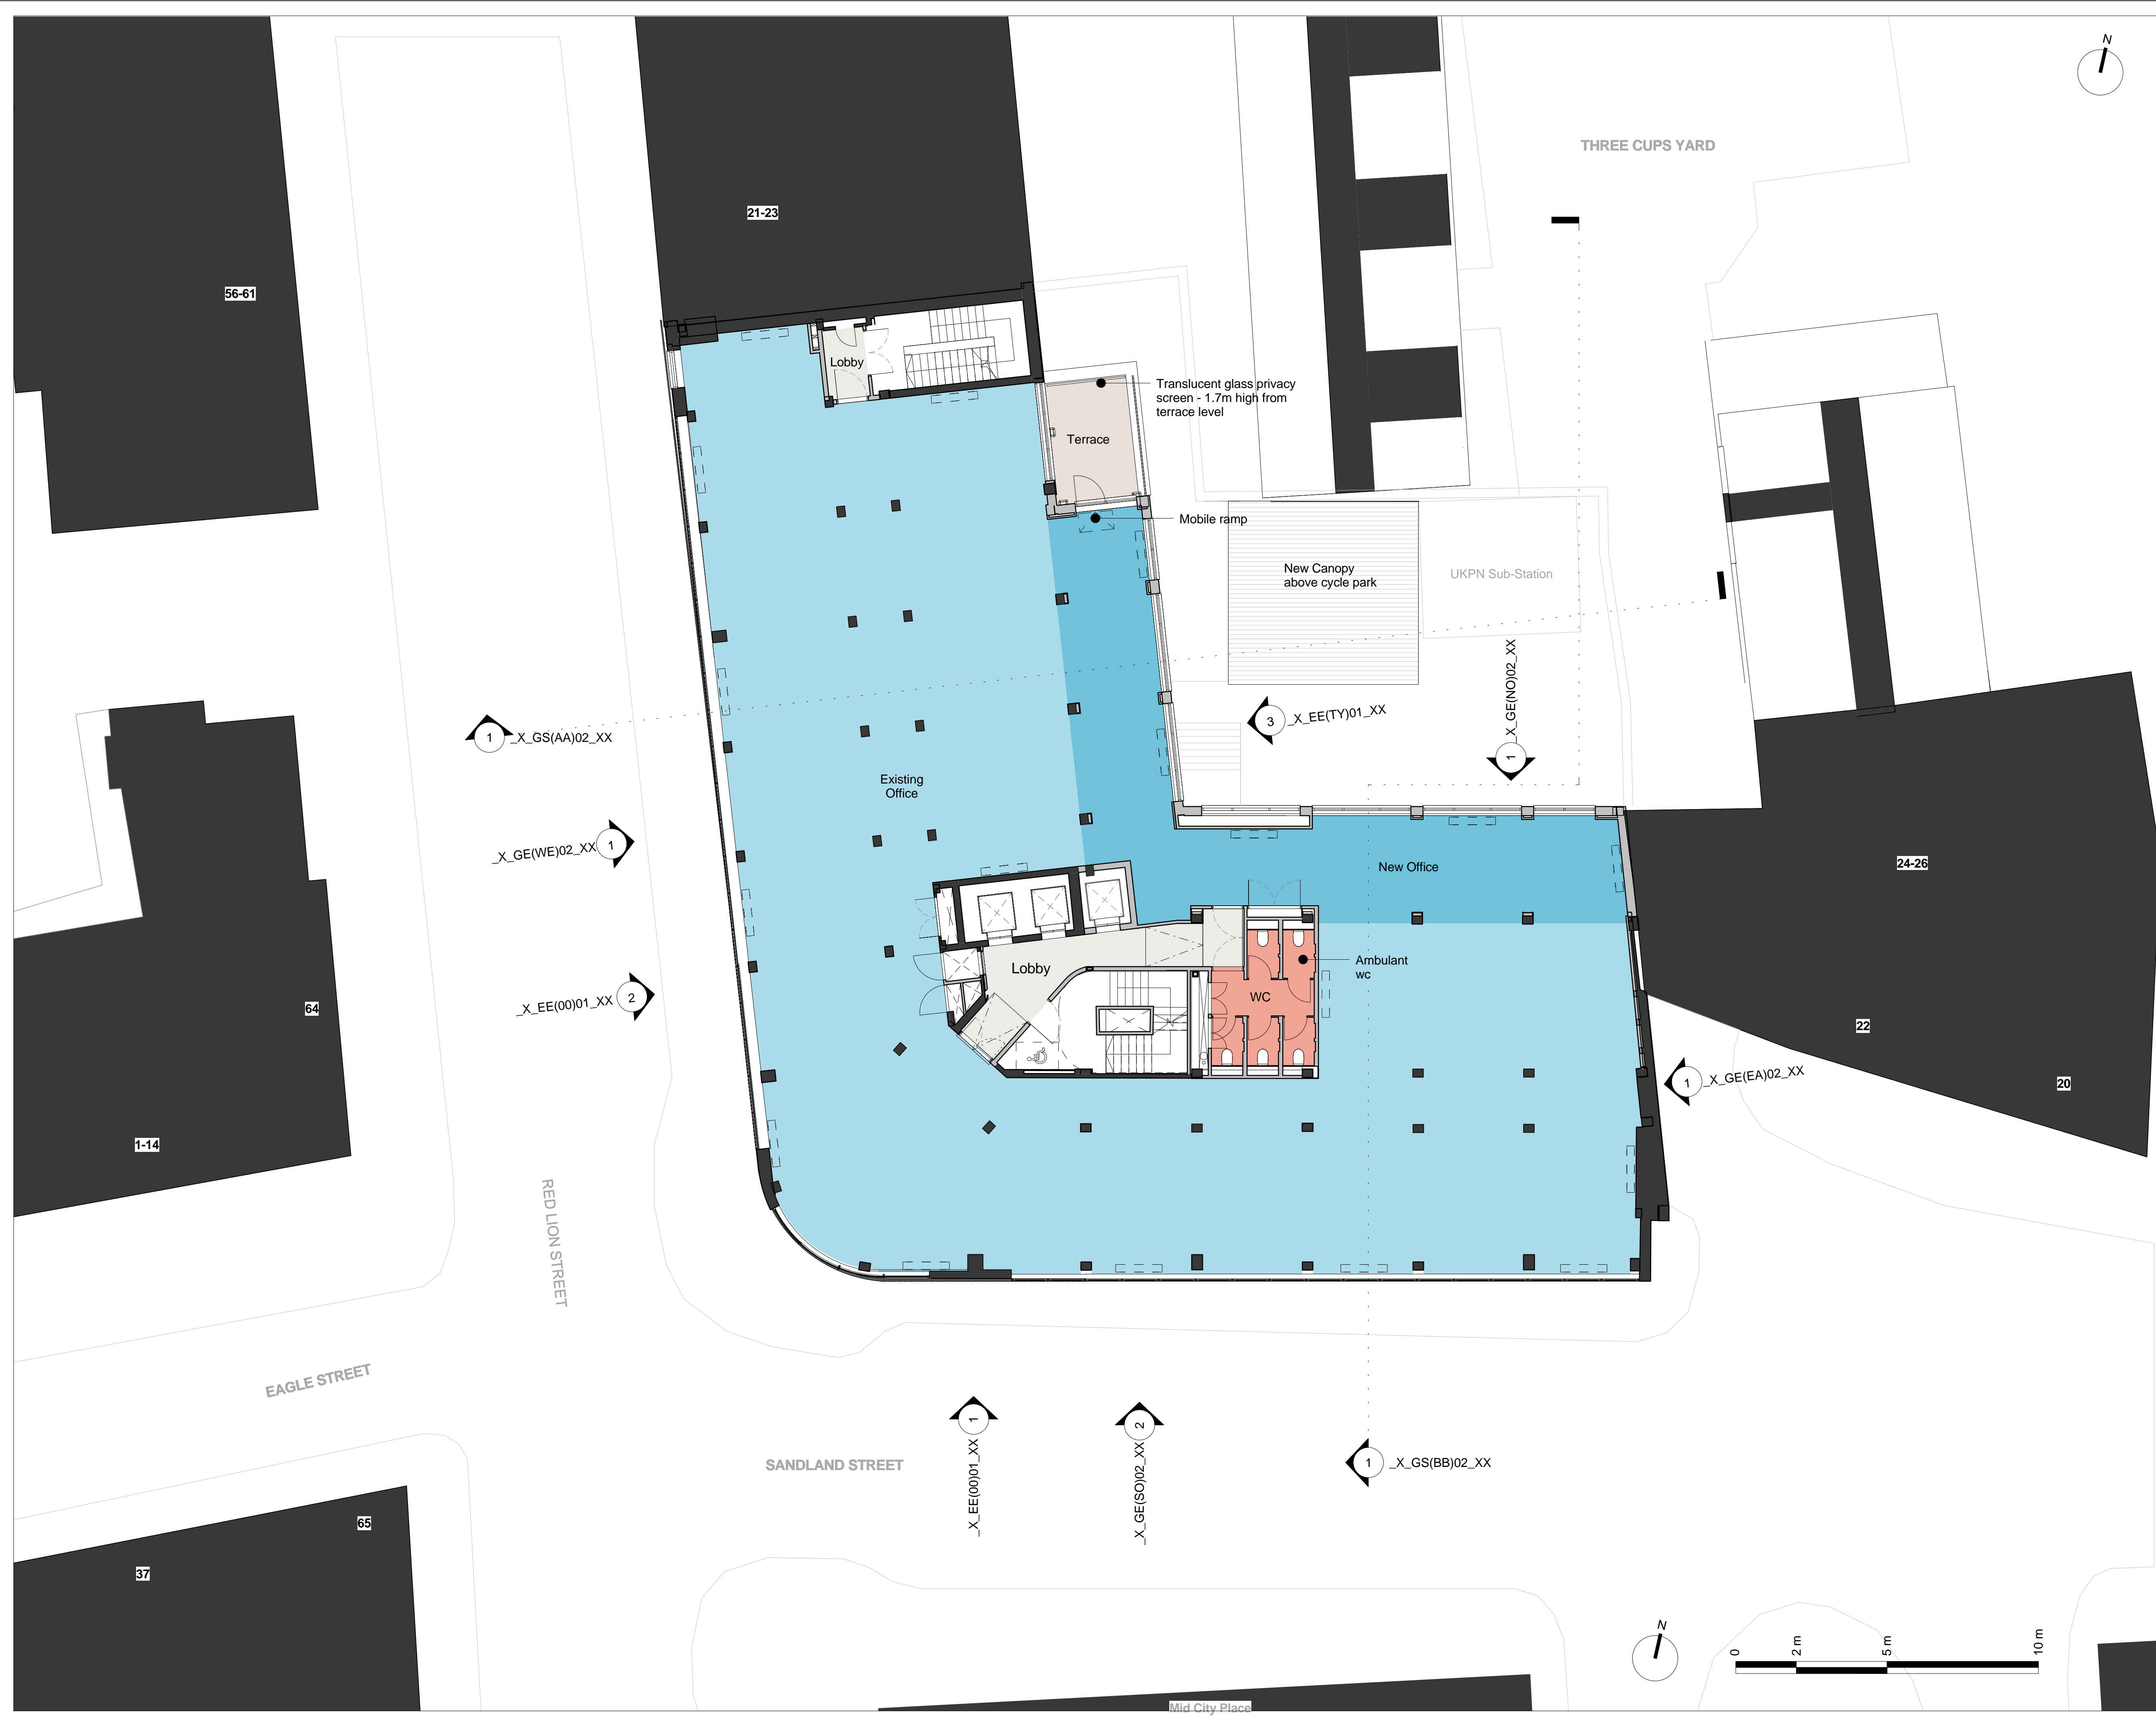 N
THREE CUPS YARD
21-23
56-61
Lobby
Translucent glass privacy
screen - 1.7m high from
terrace level
Terrace
Mobile ramp
New Canopy
above cycle park
UKPN Sub-Station
_X_GE(NO)02_XX
1
3
_X_EE(TY)01_XX
1
_X_GS(AA)02_XX
Existing
Office
_X_GE(WE)02_XX
1
New Office
24-26
Lobby
Ambulant
wc
WC
_X_EE(00)01_XX
2
64
22
1
_X_GE(EA)02_XX
20
1-14
RED LION STREET
EAGLE STREET
SANDLAND STREET
1
_X_EE(00)01_XX
2
_X_GE(SO)02_XX
1
_X_GS(BB)02_XX
65
37
N
0
2 m
5 m
10 m
Mid City Place